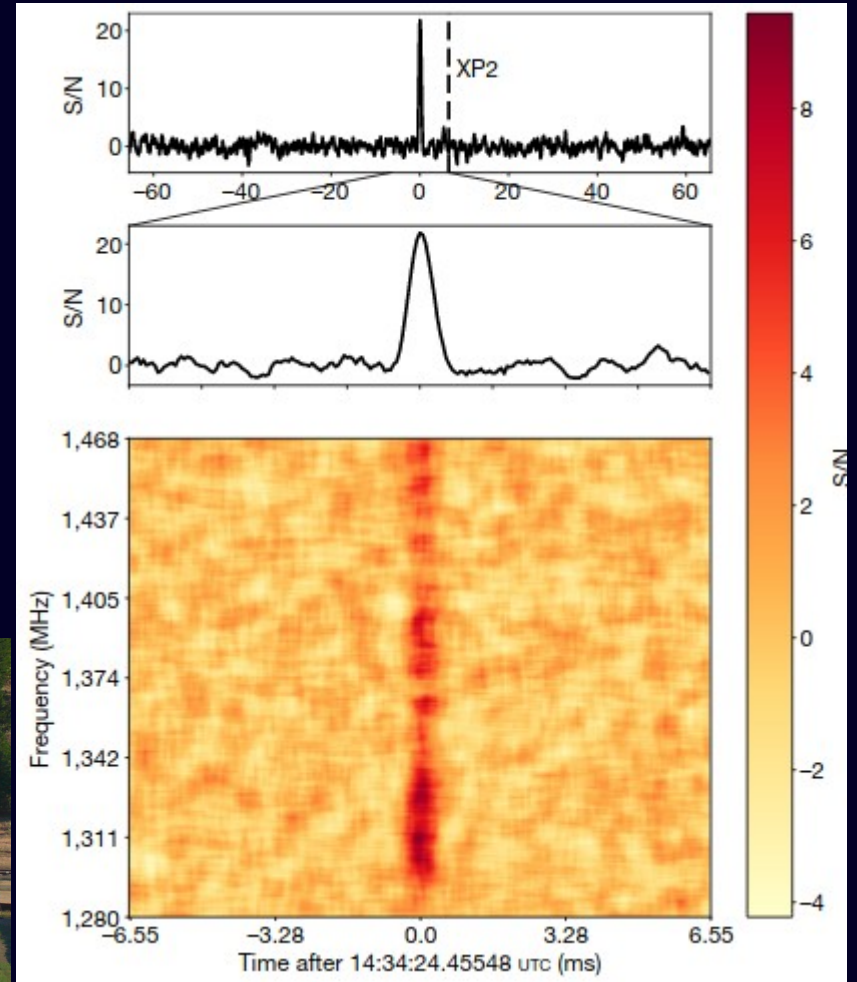 S/N
20
10
0
XP2
−60 −40 −20 0 20 40 60
S/N
20
10
0
Frequency (MHz)
1,468
1,437
1,405
1,374
1,342
1,311
1,280
−6.55 −3.28 0.0 3.28 6.55
Time after 14:34:24.45548 UTC (ms)
8
6
4
2
0
−2
−4
S/N